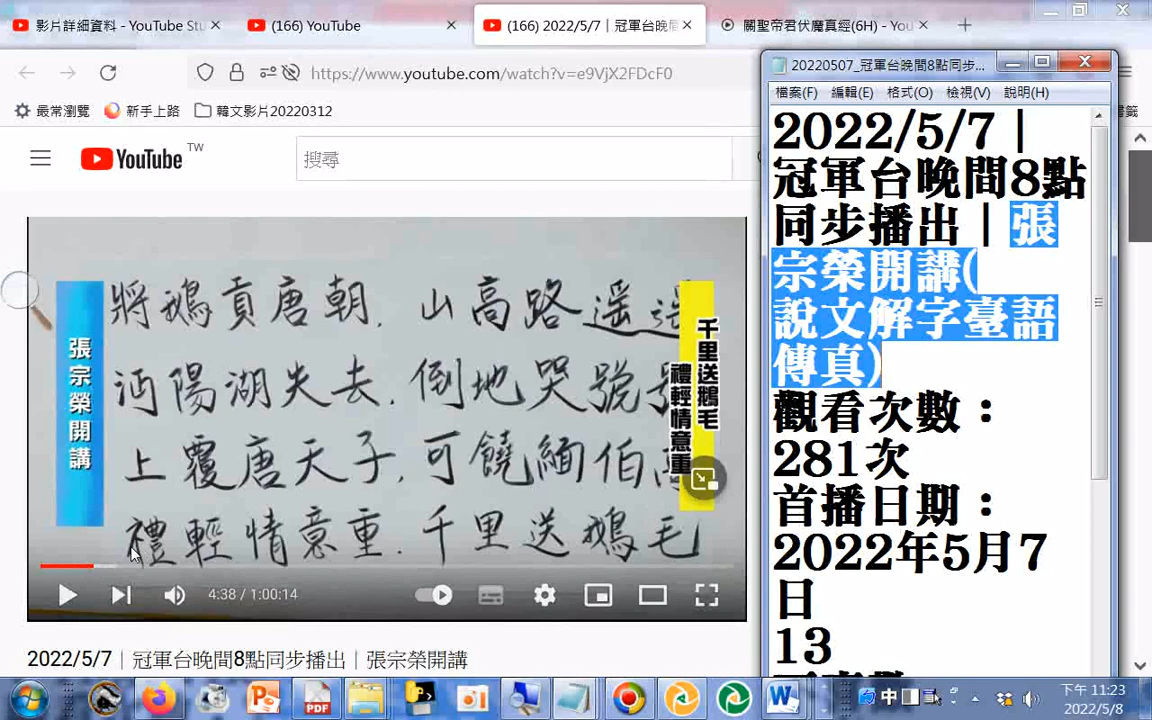 影片詳細資料 - YouTube Stu
(166) YouTube
(166) 2022/5/7｜冠軍台晚間
關聖帝君伏魔真經(6H) - You
https://www.youtube.com/watch?v=e9VjX2FDcF0
最常瀏覽
新手上路
韓文影片20220312
YouTube TW
搜尋
張宗榮開講
將鵝貢唐朝. 山高路遥
沔陽湖失去. 倒地哭號
上覆唐天子. 可饒緬伯
禮輕情意重. 千里送鵝毛
千里送鵝毛
禮輕情意重
4:38 / 1:00:14
2022/5/7｜冠軍台晚間8點同步播出｜張宗榮開講
20220507_冠軍台晚間8點同步...
檔案(F) 編輯(E) 格式(O) 檢視(V) 說明(H)
2022/5/7｜
冠軍台晚間8點
同步播出｜張
宗榮開講(
說文解字臺語
傳真)
觀看次數：
281次
首播日期：
2022年5月7
日
13
中
下午 11:23
2022/5/8